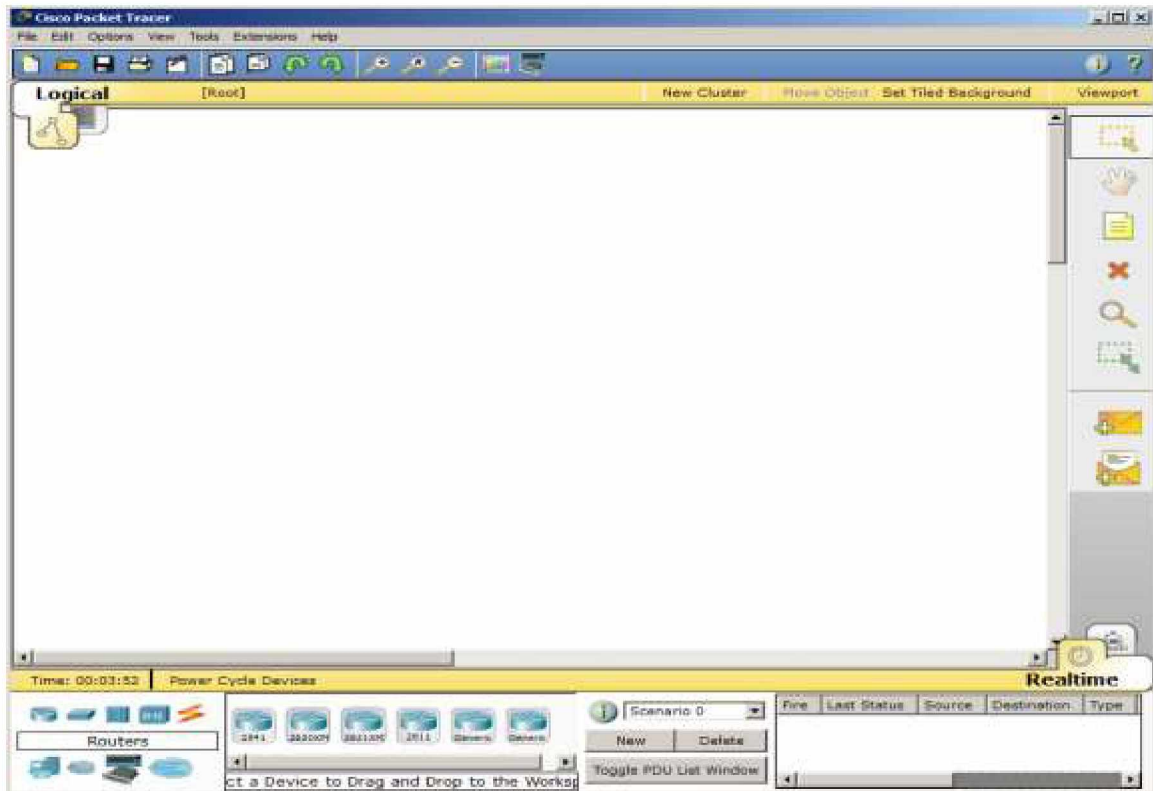 Cisco Packet Tracer
File Edit Options View Tools Extensions Help
Logical [Root] New Cluster Move Object Set Tiled Background Viewport
Time: 00:03:52 Power Cycle Devices Realtime
Routers
2811
Generic Generic
ct a Device to Drag and Drop to the Worksp
Scenario 0
New Delete
Toggle PDU List Window
Fire Last Status Source Destination Type